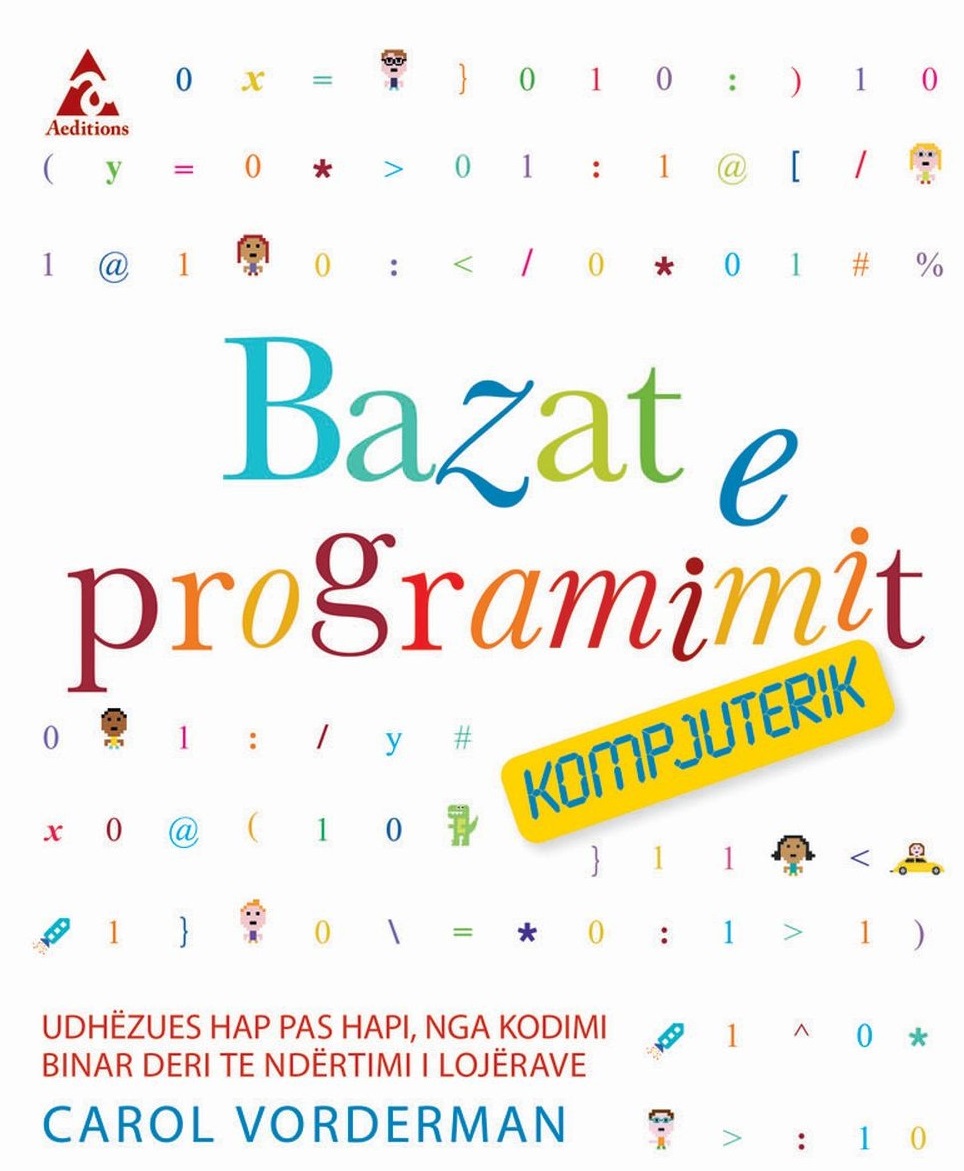 0 x = } 0 1 0 : ) 1 0
Aeditions
( y = 0 * > 0 1 : 1 @ [ /
1 @ 1 0 : < / 0 * 0 1 # %
Bazat e
programimit
KOMPJUTERIK
0 1 : / y #
x 0 @ ( 1 0
} 1 1 <
1 } 0 \ = * 0 : 1 > 1 )
UDHËZUES HAP PAS HAPI, NGA KODIMI
1 ^ 0 *
BINAR DERI TE NDËRTIMI I LOJËRAVE
CAROL VORDERMAN
> : 1 0